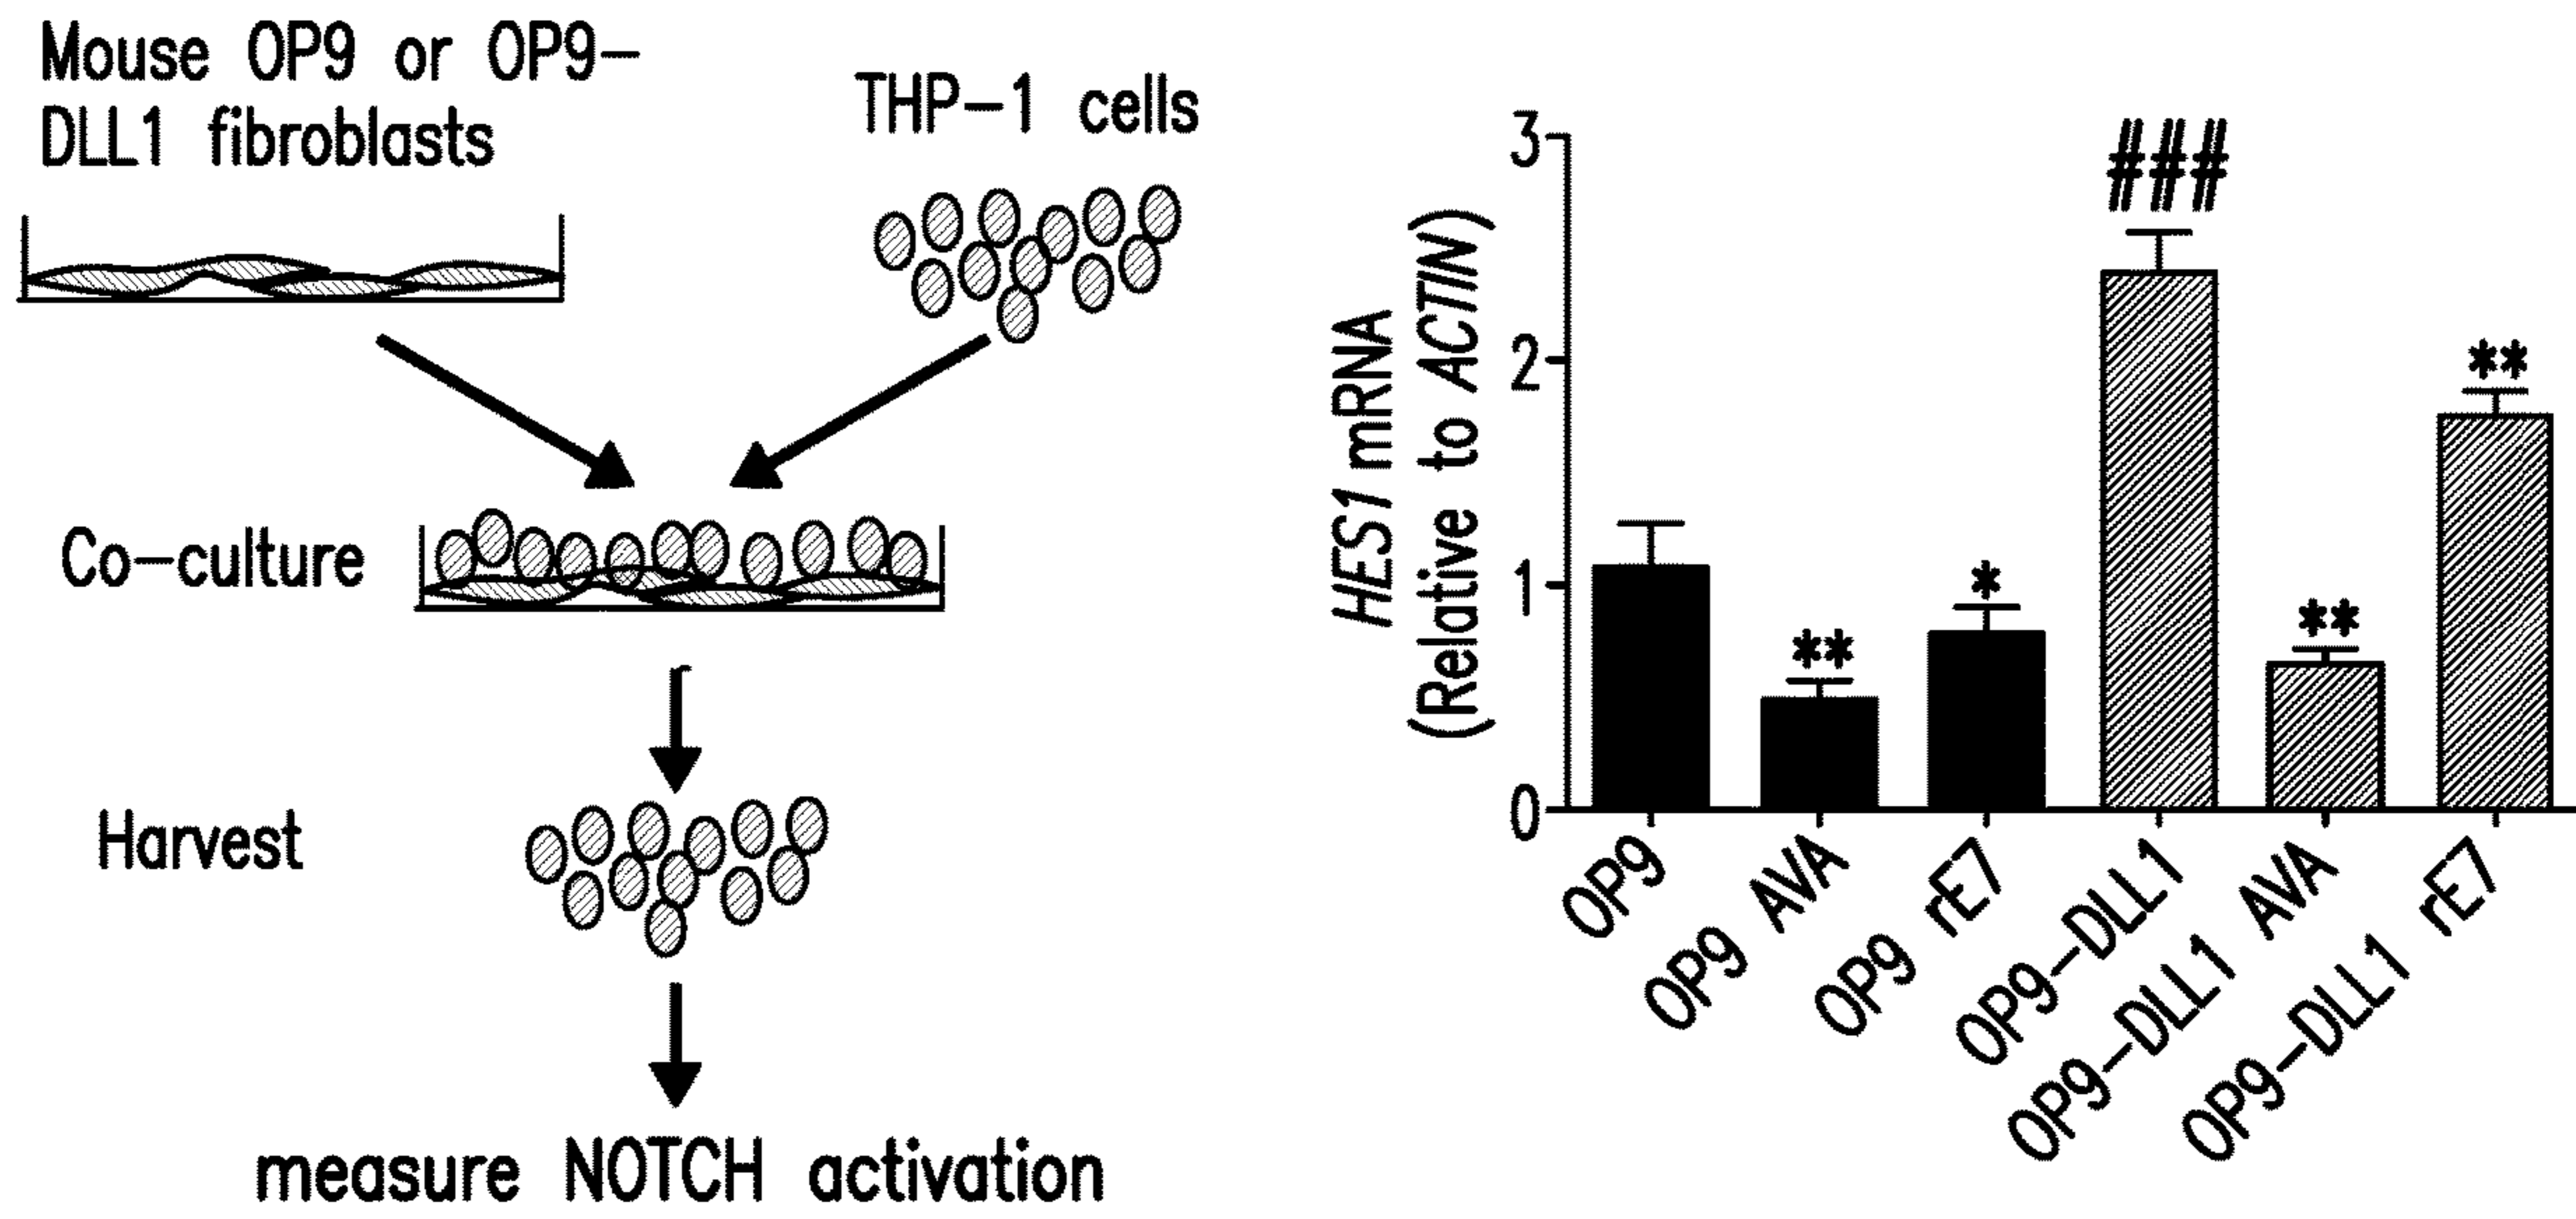 Mouse OP9 or OP9-
DLL1 fibroblasts
THP-1 cells
Co-culture
Harvest
measure NOTCH activation
HES1 mRNA
(Relative to ACTIN)
3
2
1
0
###
**
*
**
**
OP9
OP9 AVA
OP9 rE7
OP9-DLL1
OP9-DLL1 AVA
OP9-DLL1 rE7